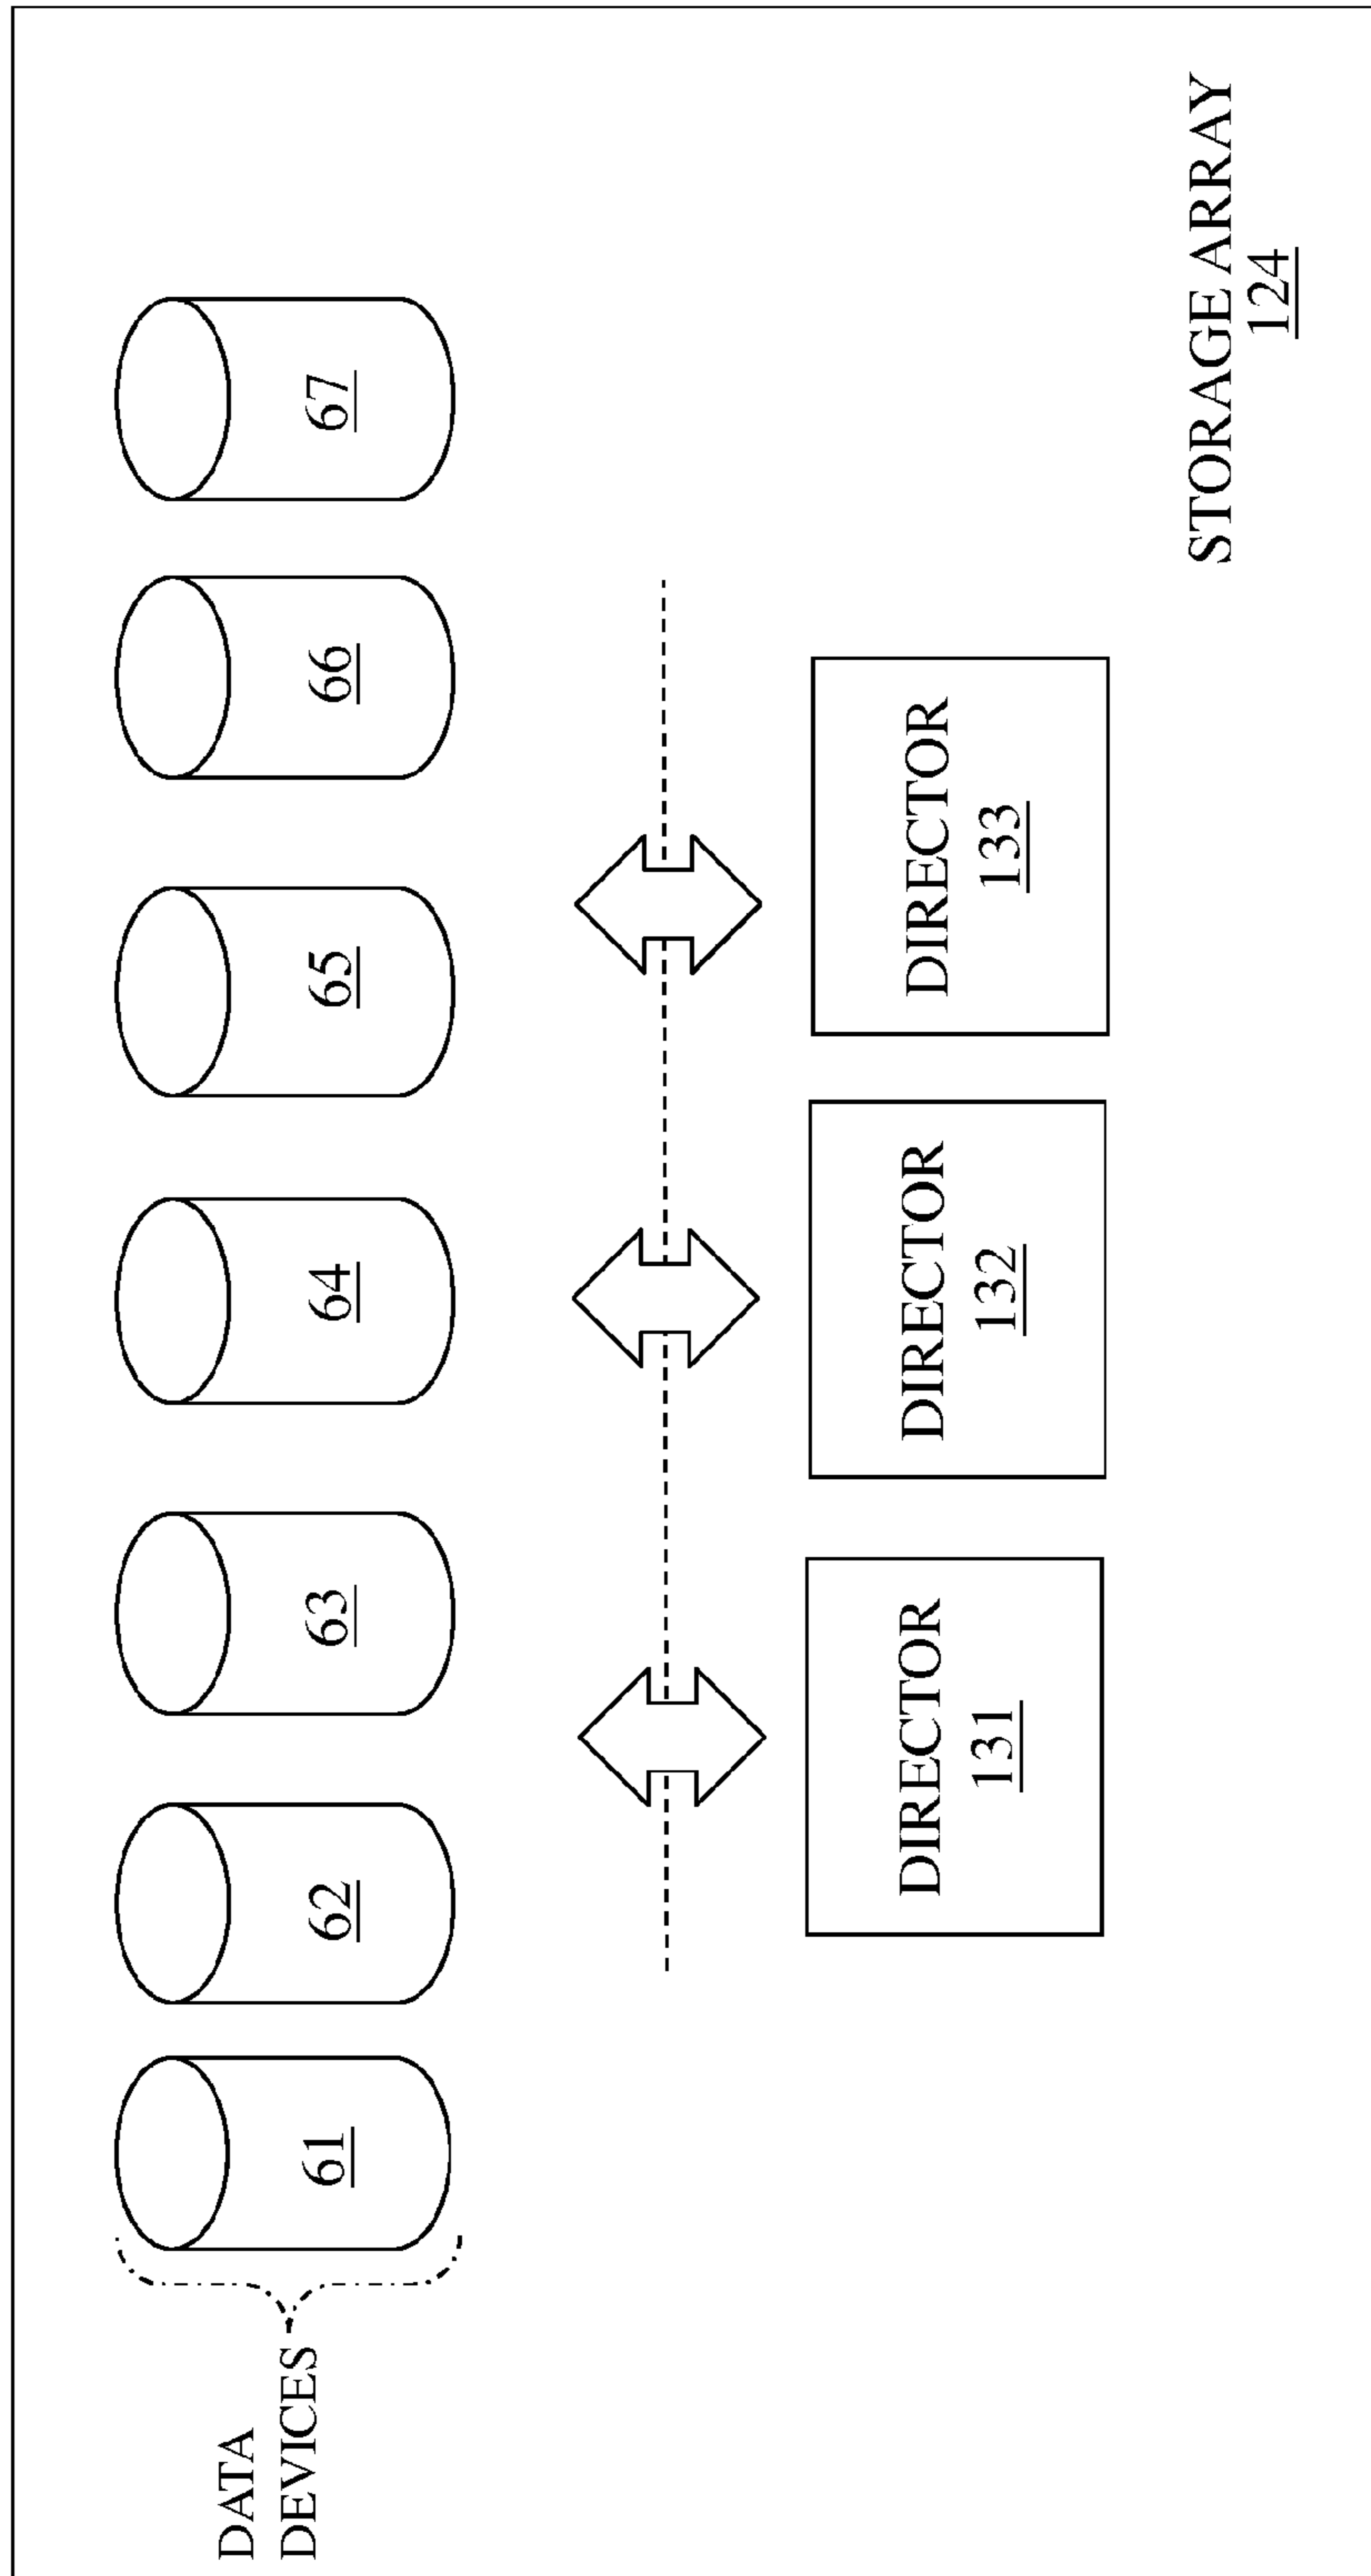 DATA
DEVICES
61
62
63
64
65
66
67
DIRECTOR
131
DIRECTOR
132
DIRECTOR
133
STORAGE ARRAY
124